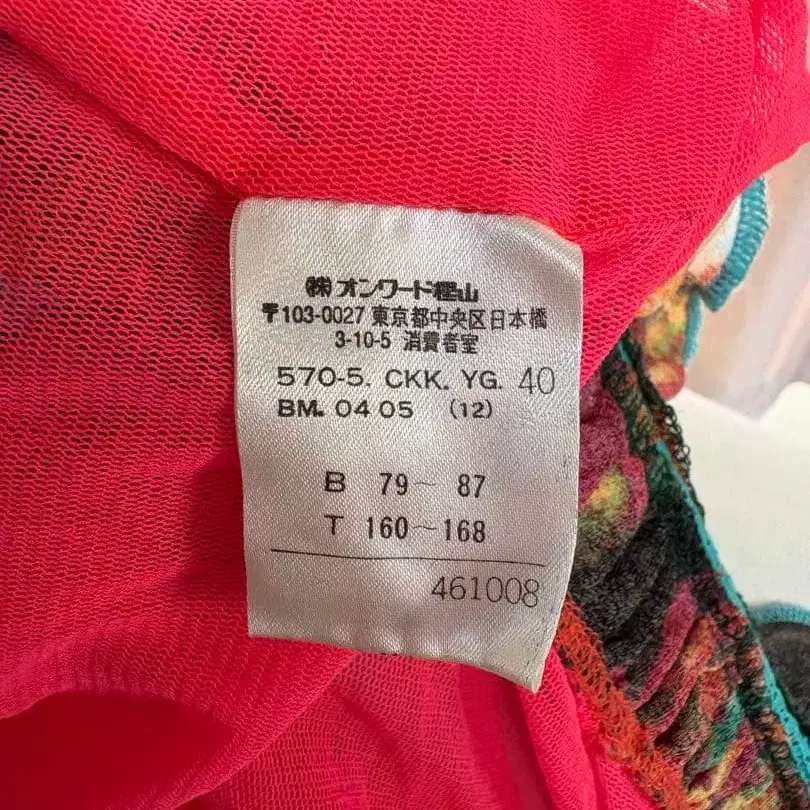 ㈱オンワード樫山
〒103-0027 東京都中央区日本橋
3-10-5 消費者室
570-5. CKK. YG. 40
BM. 04 05 (12)
B 79~ 87
T 160~168
461008